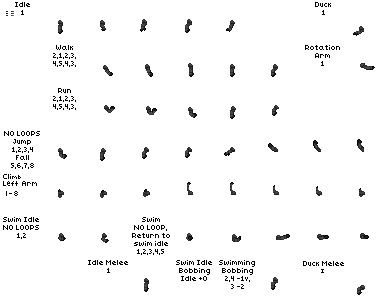 Idle
1
Duck
1
Walk
2,1,2,3,
4,5,4,3,
Rotation
Arm
1
Run
2,1,2,3,
4,5,4,3,
NO LOOPS
Jump
1,2,3,4
Fall
5,6,7,8
Climb
Left Arm
1-8
Swim Idle
NO LOOPS
1,2
Swim
NO LOOP,
Return to
swim idle
1,2,3,4,5
Swim Idle
Bobbing
Idle +0
Swimming
Bobbing
2,4 -1y,
3 -2
Idle Melee
1
Duck Melee
1